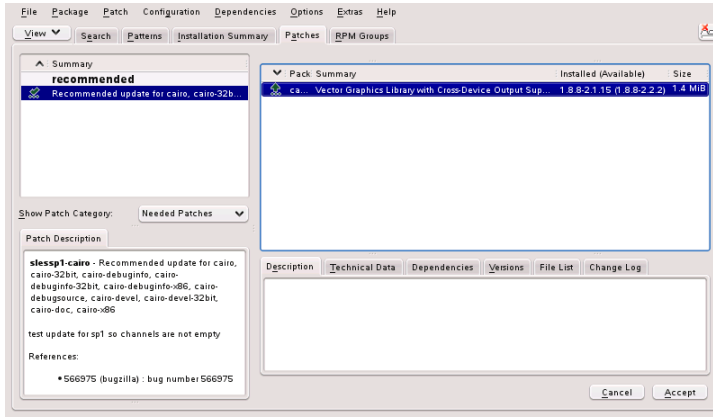 File Package Patch Configuration Dependencies Options Extras Help
View Search Patterns Installation Summary Patches RPM Groups
Summary
recommended
Recommended update for cairo, cairo-32b...
Show Patch Category: Needed Patches
Patch Description
slessp1-cairo - Recommended update for cairo,
cairo-32bit, cairo-debuginfo, cairo-
debuginfo-32bit, cairo-debuginfo-x86, cairo-
debugsource, cairo-devel, cairo-devel-32bit,
cairo-doc, cairo-x86
test update for sp1 so channels are not empty
References:
• 566975 (bugzilla) : bug number 566975
Pack Summary Installed (Available) Size
ca... Vector Graphics Library with Cross-Device Output Sup... 1.8.8-2.1.15 (1.8.8-2.2.2) 1.4 MiB
Description Technical Data Dependencies Versions File List Change Log
Cancel Accept